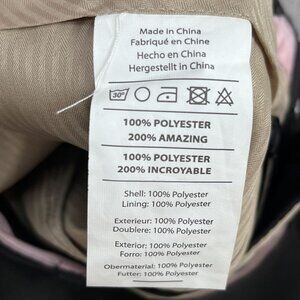 Made in China
Fabriqué en Chine
Hecho en China
Hergestellt in China
30°
100% POLYESTER
200% AMAZING
100% POLYESTER
200% INCROYABLE
Shell: 100% Polyester
Lining: 100% Polyester
Exterieur: 100% Polyester
Doublere: 100% Polyester
Exterior: 100% Polyester
Forro: 100% Polyester
Obermaterial: 100% Polyester
Futter: 100% Polyester